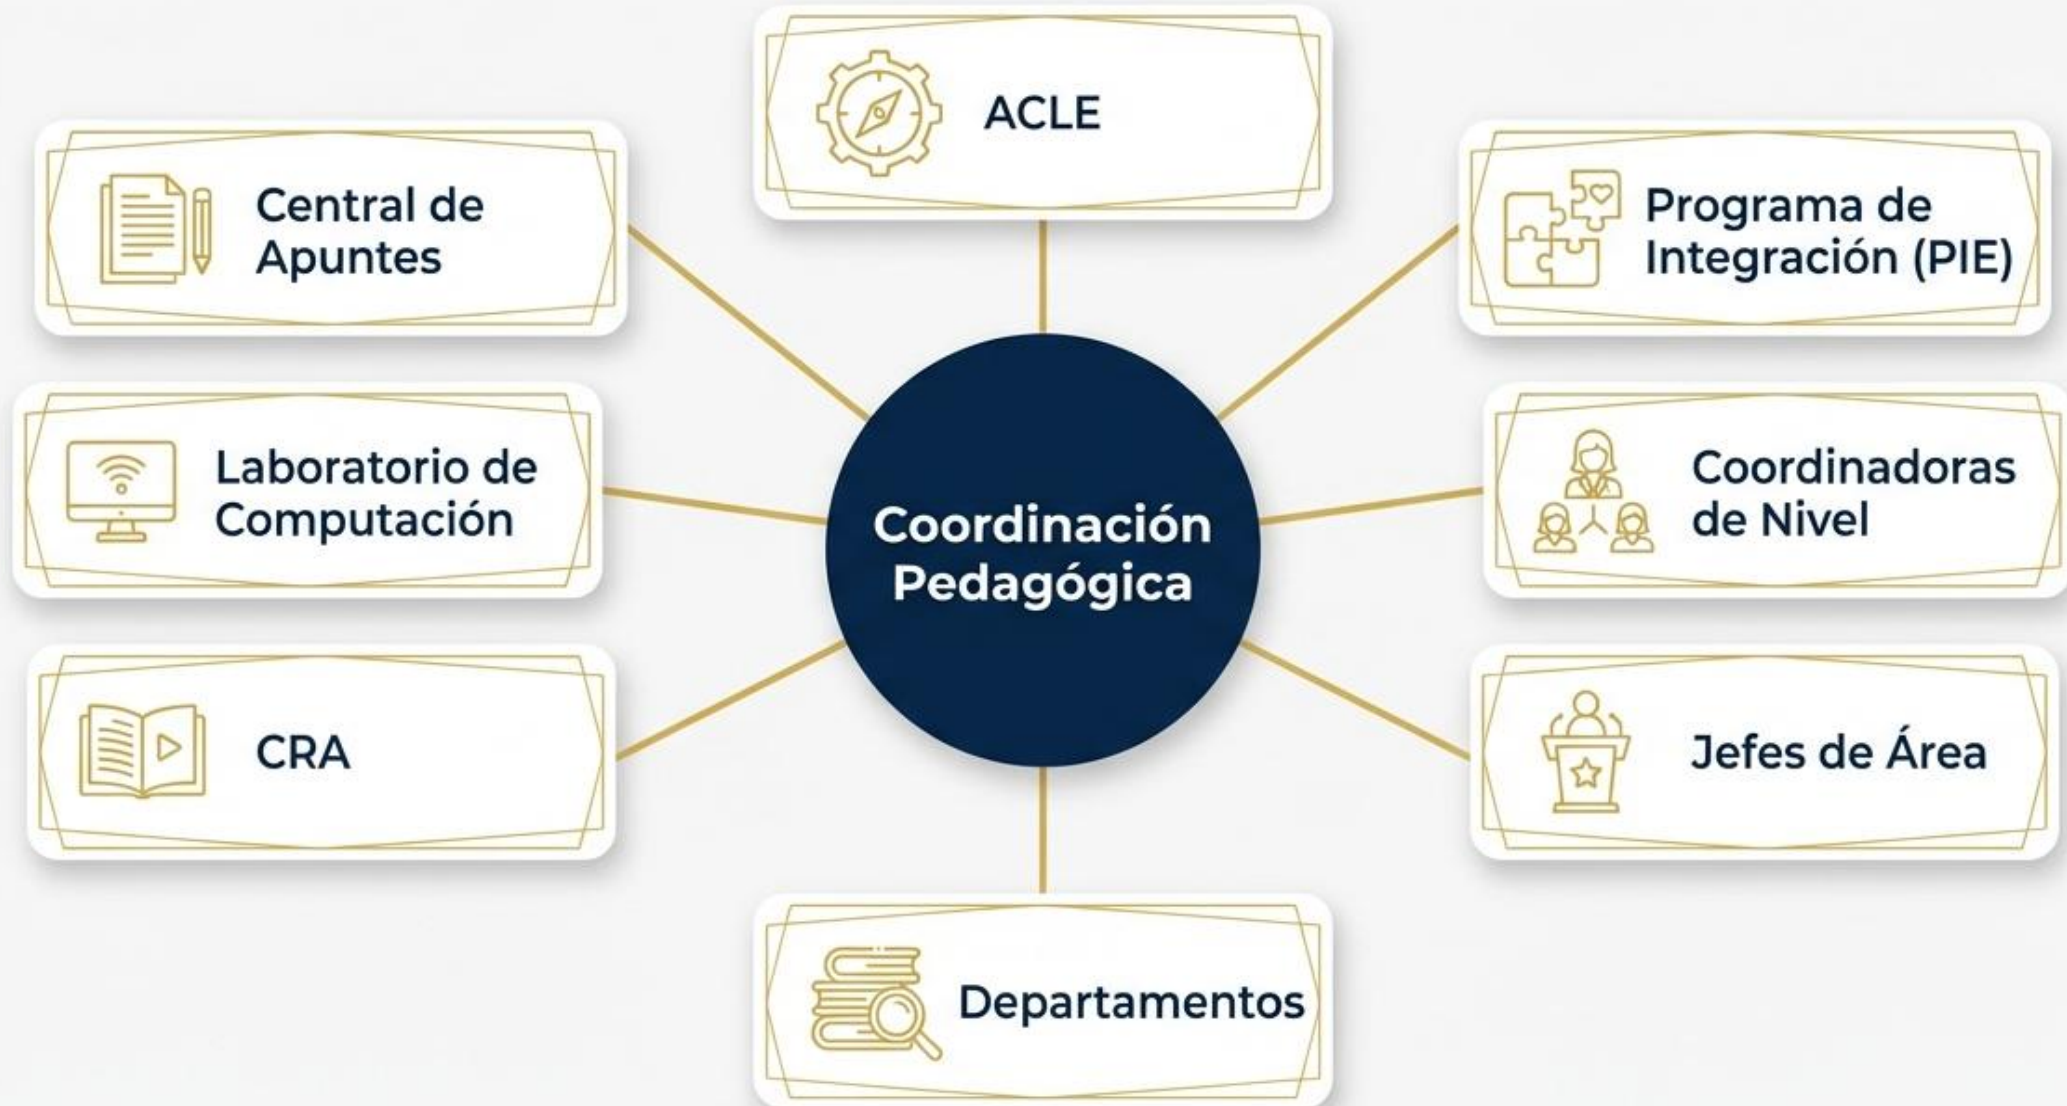 ACLE
Central de
Apuntes
Programa de
Integración (PIE)
Laboratorio de
Computación
Coordinación
Pedagógica
Coordinadoras
de Nivel
CRA
Jefes de Área
Departamentos